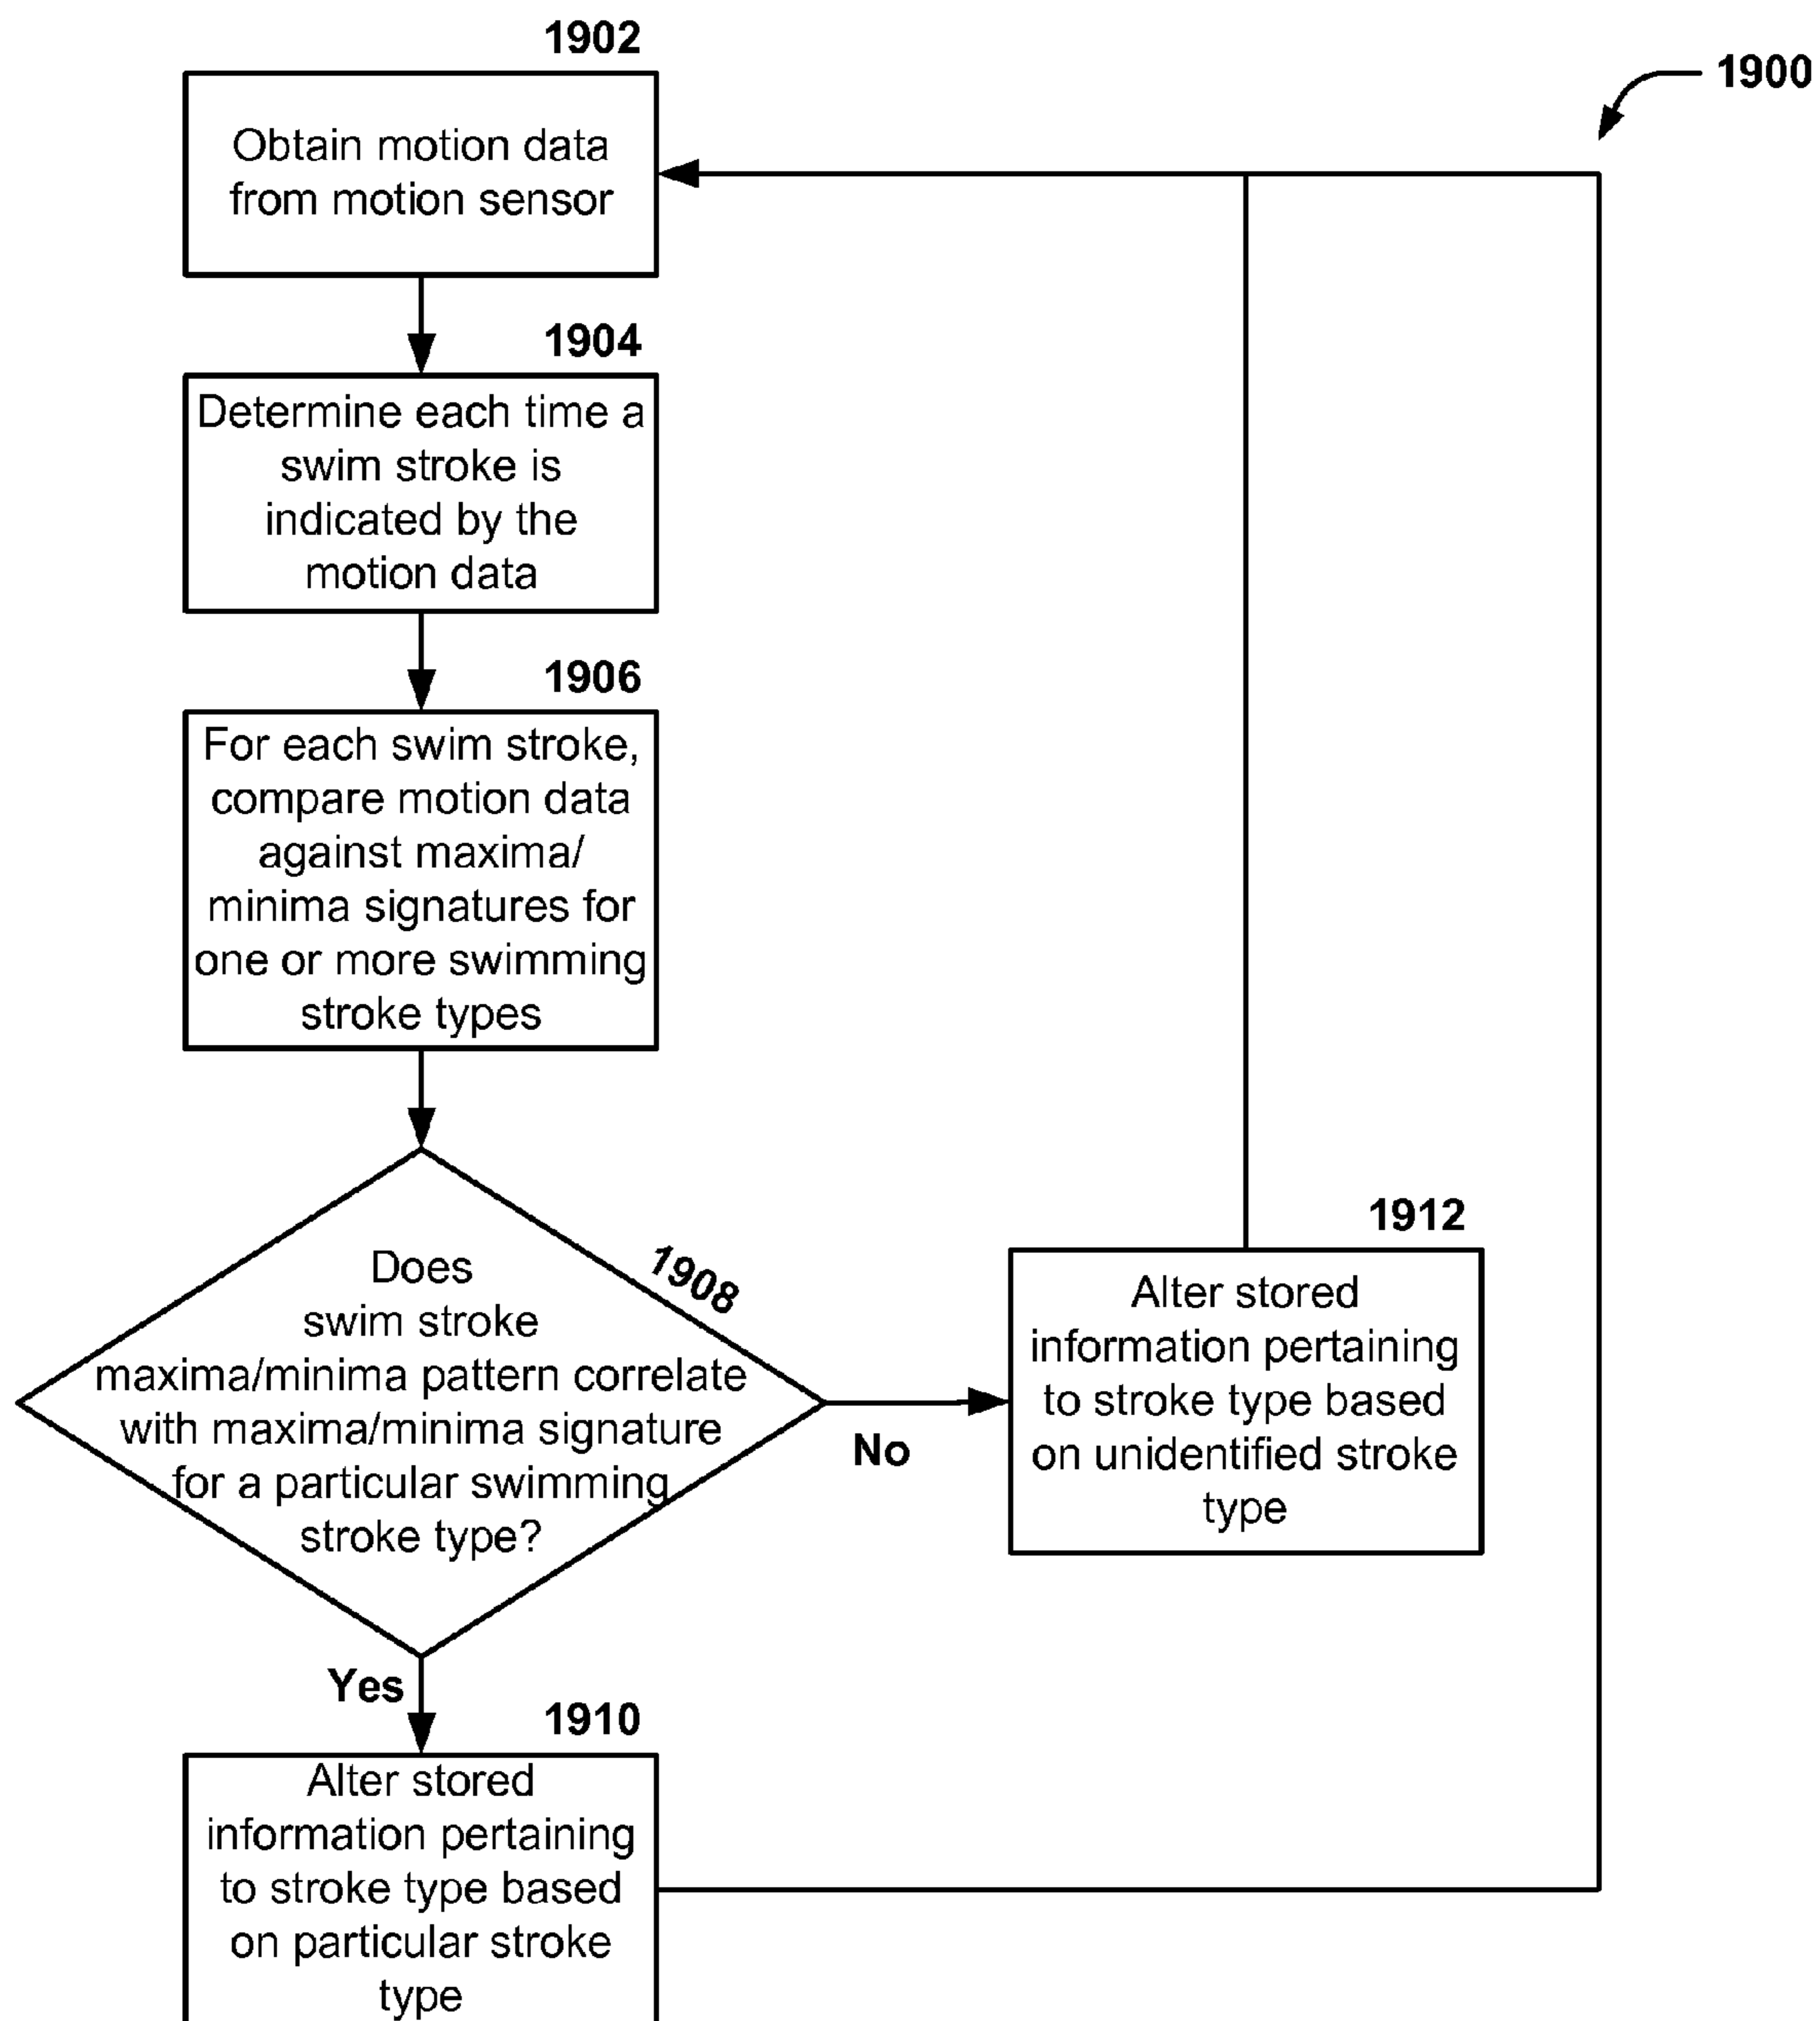 1902
1900
Obtain motion data
from motion sensor
1904
Determine each time a
swim stroke is
indicated by the
motion data
1906
For each swim stroke,
compare motion data
against maxima/
minima signatures for
one or more swimming
stroke types
1908
Does
swim stroke
maxima/minima pattern correlate
with maxima/minima signature
for a particular swimming
stroke type?
No
1912
Alter stored
information pertaining
to stroke type based
on unidentified stroke
type
Yes
1910
Alter stored
information pertaining
to stroke type based
on particular stroke
type